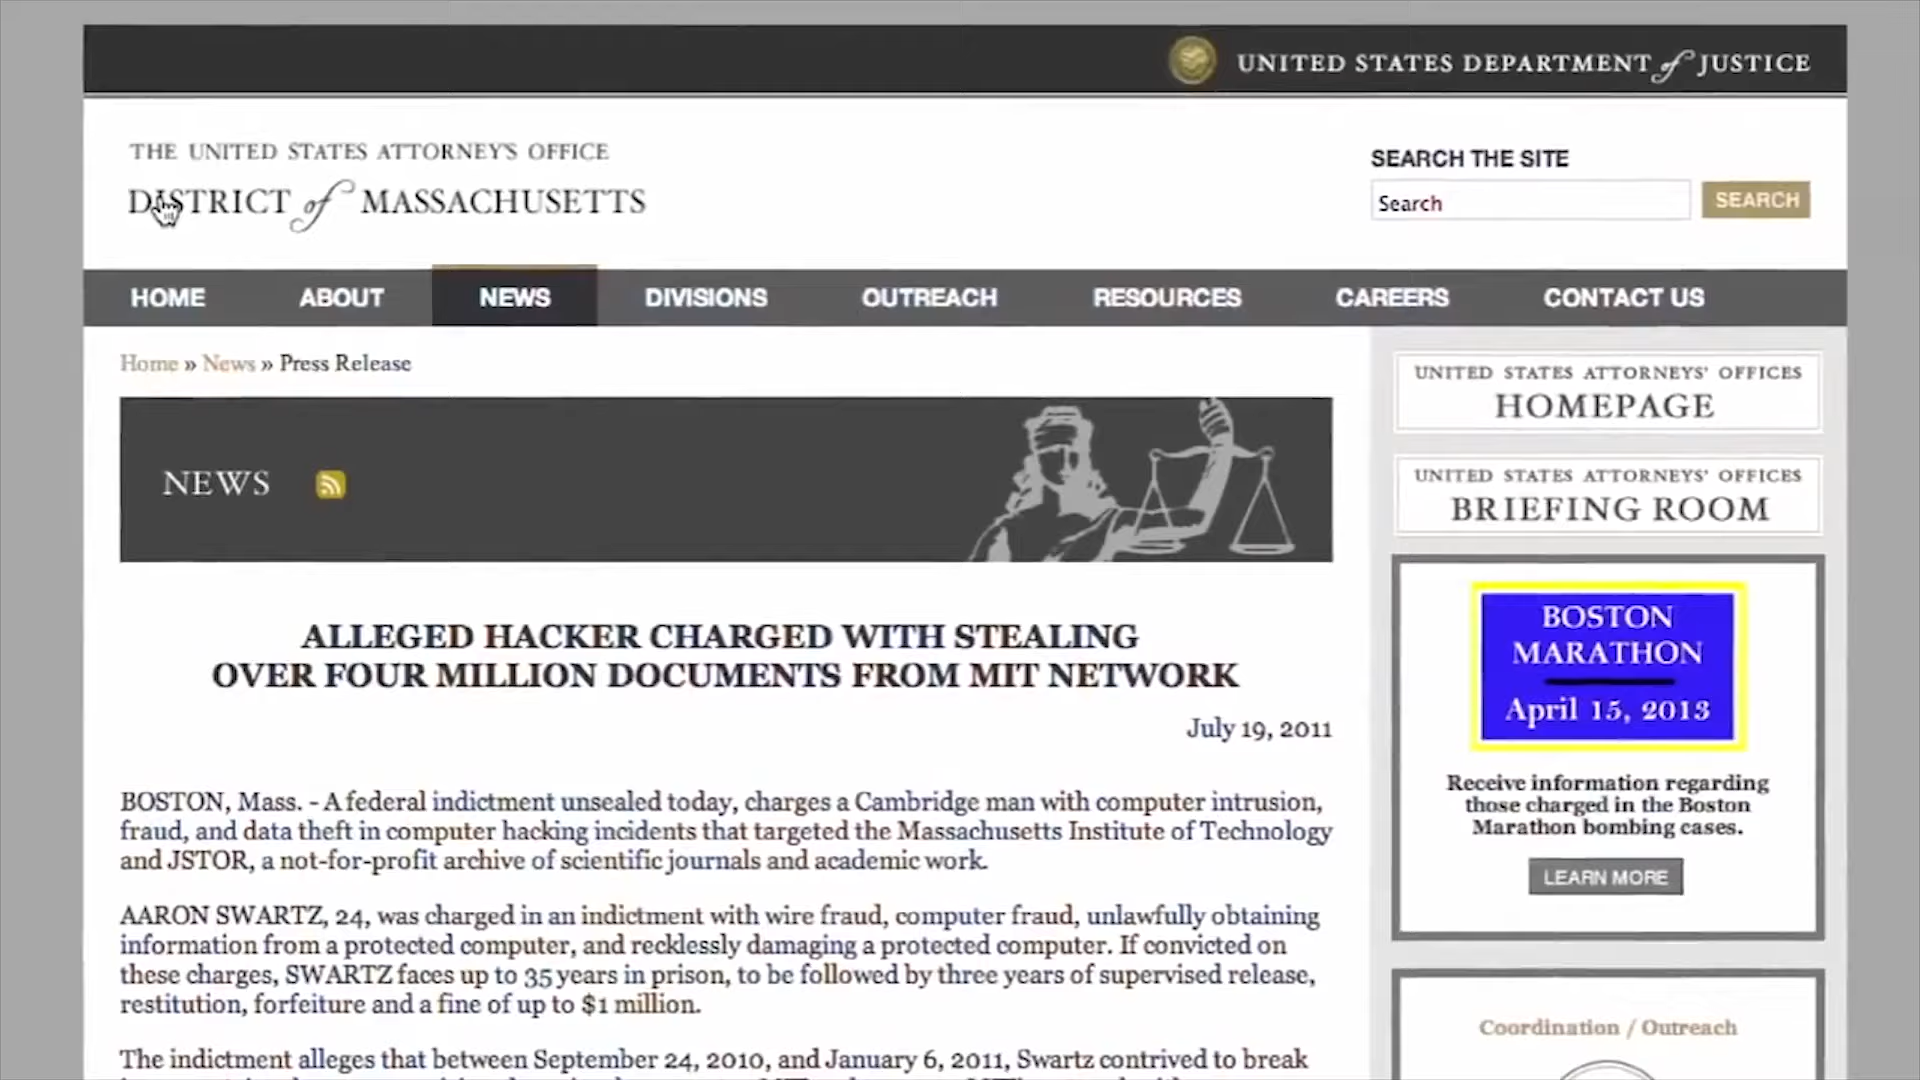 UNITED STATES DEPARTMENT of JUSTICE
THE UNITED STATES ATTORNEY'S OFFICE
DISTRICT of MASSACHUSETTS
SEARCH THE SITE
Search
SEARCH
HOME
ABOUT
NEWS
DIVISIONS
OUTREACH
RESOURCES
CAREERS
CONTACT US
Home » News » Press Release
NEWS
ALLEGED HACKER CHARGED WITH STEALING
OVER FOUR MILLION DOCUMENTS FROM MIT NETWORK
July 19, 2011
BOSTON, Mass. - A federal indictment unsealed today, charges a Cambridge man with computer intrusion,
fraud, and data theft in computer hacking incidents that targeted the Massachusetts Institute of Technology
and JSTOR, a not-for-profit archive of scientific journals and academic work.
AARON SWARTZ, 24, was charged in an indictment with wire fraud, computer fraud, unlawfully obtaining
information from a protected computer, and recklessly damaging a protected computer. If convicted on
these charges, SWARTZ faces up to 35 years in prison, to be followed by three years of supervised release,
restitution, forfeiture and a fine of up to $1 million.
The indictment alleges that between September 24, 2010, and January 6, 2011, Swartz contrived to break
UNITED STATES ATTORNEYS' OFFICES
HOMEPAGE
UNITED STATES ATTORNEYS' OFFICES
BRIEFING ROOM
BOSTON
MARATHON
April 15, 2013
Receive information regarding
those charged in the Boston
Marathon bombing cases.
LEARN MORE
Coordination / Outreach